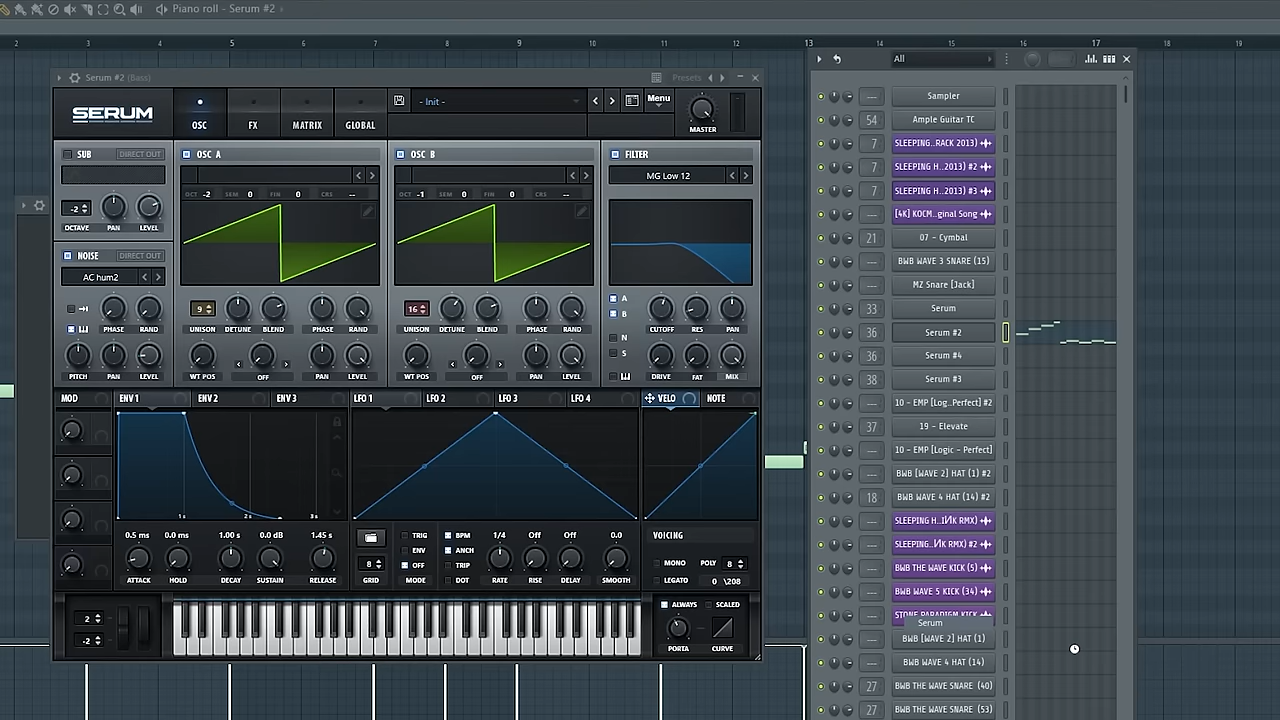 Piano roll - Serum #2
2 3 4 5 6 7 8 9 10 11 12 13 14 15 16 17 18 19
Serum #2 (Bass) Presets
All
SERUM OSC FX MATRIX GLOBAL - Init - Menu MASTER
SUB DIRECT OUT OSC A OSC B FILTER
MG Low 12
OCT -2 SEM 0 FIN 0 CRS --
OCT -1 SEM 0 FIN 0 CRS --
-2
OCTAVE PAN LEVEL
NOISE DIRECT OUT
AC hum2
9 16
A
B
PHASE RAND UNISON DETUNE BLEND PHASE RAND UNISON DETUNE BLEND PHASE RAND CUTOFF RES PAN
N
S
PITCH PAN LEVEL WT POS OFF PAN LEVEL WT POS OFF PAN LEVEL DRIVE FAT MIX
MOD ENV 1 ENV 2 ENV 3 LFO 1 LFO 2 LFO 3 LFO 4 VELO NOTE
1 s 2 s 3 s
0.5 ms 0.0 ms 1.00 s 0.0 dB 1.45 s
ATTACK HOLD DECAY SUSTAIN RELEASE
TRIG BPM 1/4 Off Off 0.0
ENV ANCH
8 OFF TRIP
GRID MODE DOT RATE RISE DELAY SMOOTH
VOICING
MONO POLY 8
LEGATO 0 \208
ALWAYS SCALED
2
-2
PORTA CURVE
Sampler
54 Ample Guitar TC
7 SLEEPING..RACK 2013)
7 SLEEPING H..2013) #2
7 SLEEPING H..2013) #3
[4K] KOCM..ginal Song
21 07 - Cymbal
BWB WAVE 3 SNARE (15)
MZ Snare [Jack]
33 Serum
36 Serum #2
36 Serum #4
38 Serum #3
10 - EMP [Log..Perfect] #2
37 19 - Elevate
10 - EMP [Logic - Perfect]
BWB [WAVE 2] HAT (1) #2
18 BWB WAVE 4 HAT (14) #2
SLEEPING H..IИK RMX)
SLEEPING..ИK RMX) #2
BWB THE WAVE KICK (5)
BWB WAVE 5 KICK (34)
STONE PARADIGM KICK
Serum
BWB [WAVE 2] HAT (1)
BWB WAVE 4 HAT (14)
27 BWB THE WAVE SNARE (40)
27 BWB THE WAVE SNARE (53)